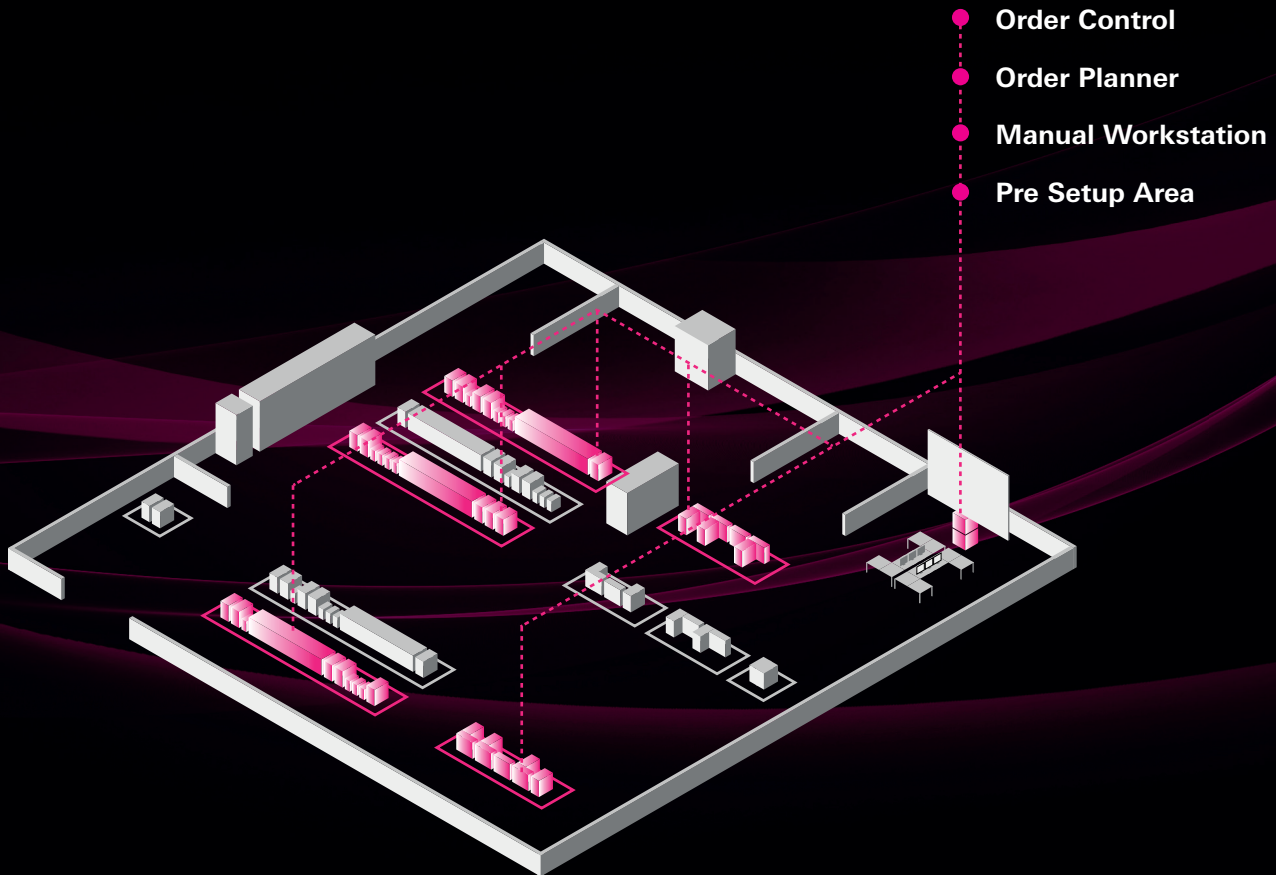 Order Control
Order Planner
Manual Workstation
Pre Setup Area